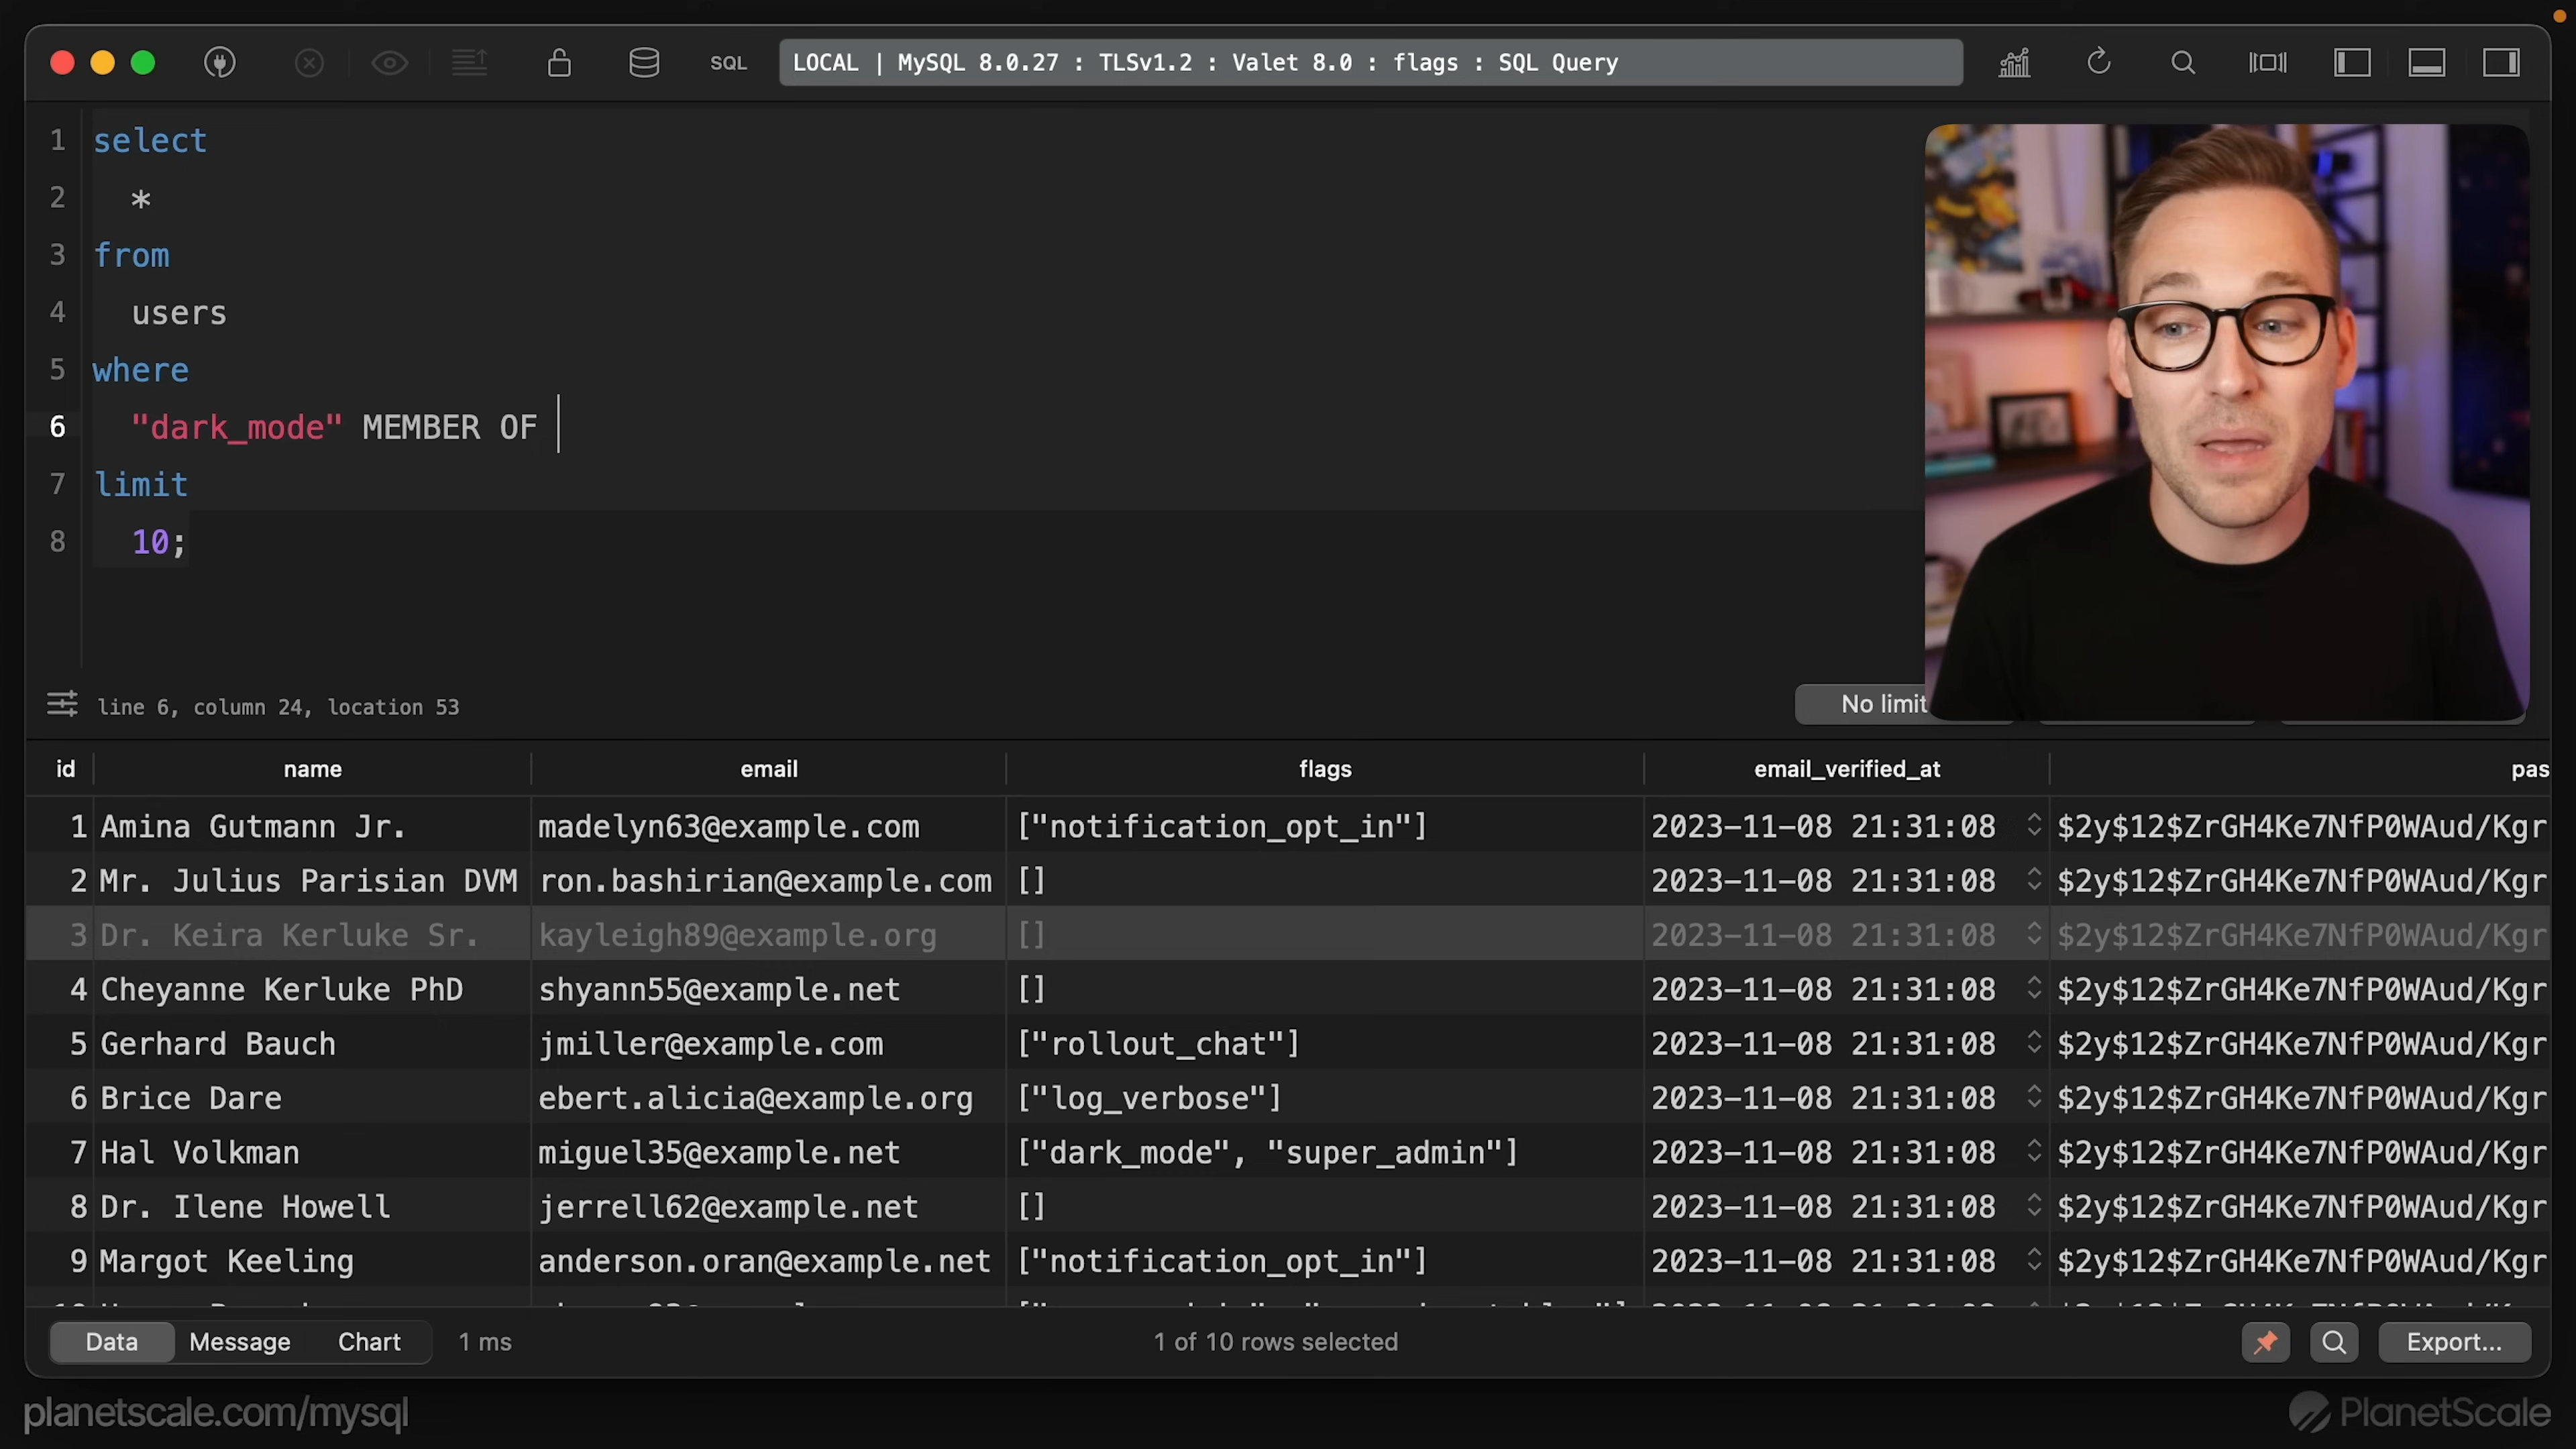 SQL LOCAL | MySQL 8.0.27 : TLSv1.2 : Valet 8.0 : flags : SQL Query
1 select
2 *
3 from
4 users
5 where
6 "dark_mode" MEMBER OF
7 limit
8 10;
line 6, column 24, location 53
No limit
id name email flags email_verified_at pas
1 Amina Gutmann Jr. madelyn63@example.com ["notification_opt_in"] 2023-11-08 21:31:08 $2y$12$ZrGH4Ke7NfP0WAud/Kgr
2 Mr. Julius Parisian DVM ron.bashirian@example.com [] 2023-11-08 21:31:08 $2y$12$ZrGH4Ke7NfP0WAud/Kgr
3 Dr. Keira Kerluke Sr. kayleigh89@example.org [] 2023-11-08 21:31:08 $2y$12$ZrGH4Ke7NfP0WAud/Kgr
4 Cheyanne Kerluke PhD shyann55@example.net [] 2023-11-08 21:31:08 $2y$12$ZrGH4Ke7NfP0WAud/Kgr
5 Gerhard Bauch jmiller@example.com ["rollout_chat"] 2023-11-08 21:31:08 $2y$12$ZrGH4Ke7NfP0WAud/Kgr
6 Brice Dare ebert.alicia@example.org ["log_verbose"] 2023-11-08 21:31:08 $2y$12$ZrGH4Ke7NfP0WAud/Kgr
7 Hal Volkman miguel35@example.net ["dark_mode", "super_admin"] 2023-11-08 21:31:08 $2y$12$ZrGH4Ke7NfP0WAud/Kgr
8 Dr. Ilene Howell jerrell62@example.net [] 2023-11-08 21:31:08 $2y$12$ZrGH4Ke7NfP0WAud/Kgr
9 Margot Keeling anderson.oran@example.net ["notification_opt_in"] 2023-11-08 21:31:08 $2y$12$ZrGH4Ke7NfP0WAud/Kgr
Data Message Chart 1 ms 1 of 10 rows selected Export...
planetscale.com/mysql PlanetScale